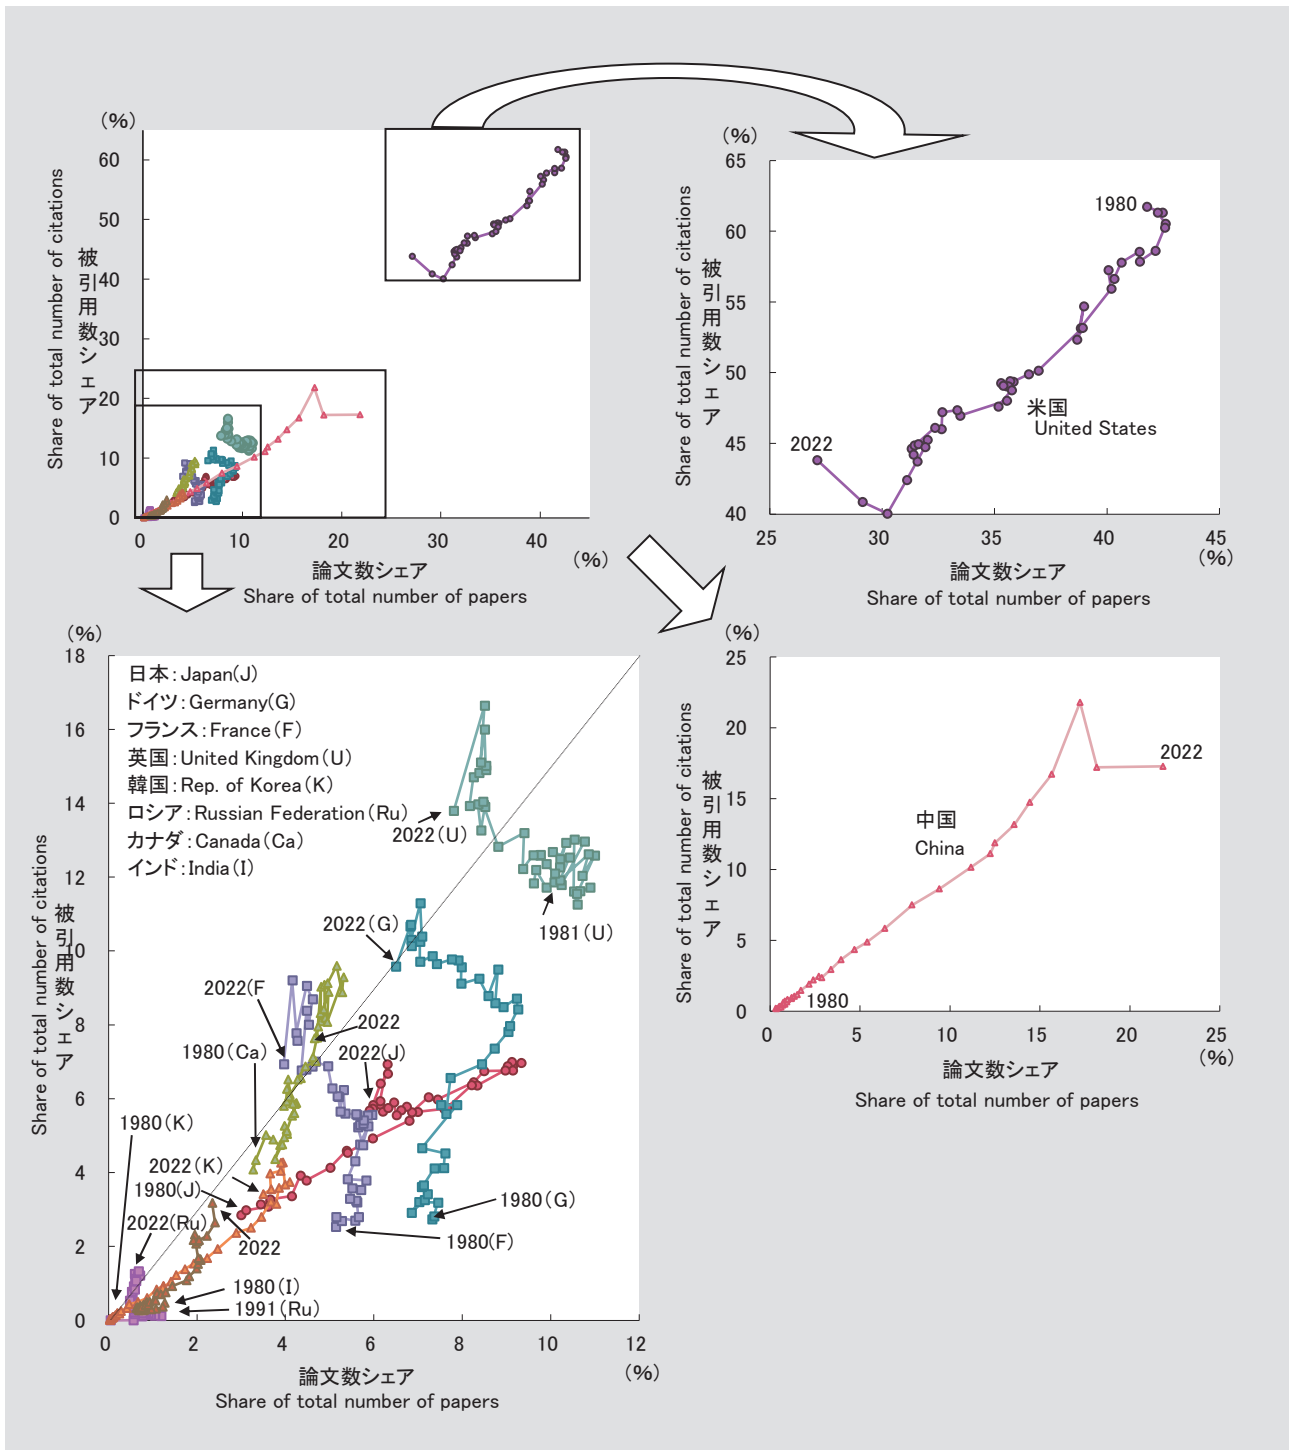 (%)
60
50
40
30
20
10
0
被引用数シェア
Share of total number of citations
0
10
20
30
40
(%)
論文数シェア
Share of total number of papers
(%)
65
60
55
50
45
40
被引用数シェア
Share of total number of citations
1980
米国
United States
2022
25
30
35
40
45
(%)
論文数シェア
Share of total number of papers
(%)
18
16
14
12
10
8
6
4
2
0
被引用数シェア
Share of total number of citations
日本:Japan(J)
ドイツ:Germany(G)
フランス:France(F)
英国:United Kingdom(U)
韓国:Rep. of Korea(K)
ロシア:Russian Federation(Ru)
カナダ:Canada(Ca)
インド:India(I)
2022(U)
1981(U)
2022(G)
2022(F
2022
1980(Ca)
2022(J)
1980(K)
2022(K)
1980(J)
1980(G)
2022(Ru)
2022
1980(F)
1980(I)
1991(Ru)
0
2
4
6
8
10
12
(%)
論文数シェア
Share of total number of papers
(%)
25
20
15
10
5
0
被引用数シェア
Share of total number of citations
2022
中国
China
1980
0
5
10
15
20
25
(%)
論文数シェア
Share of total number of papers